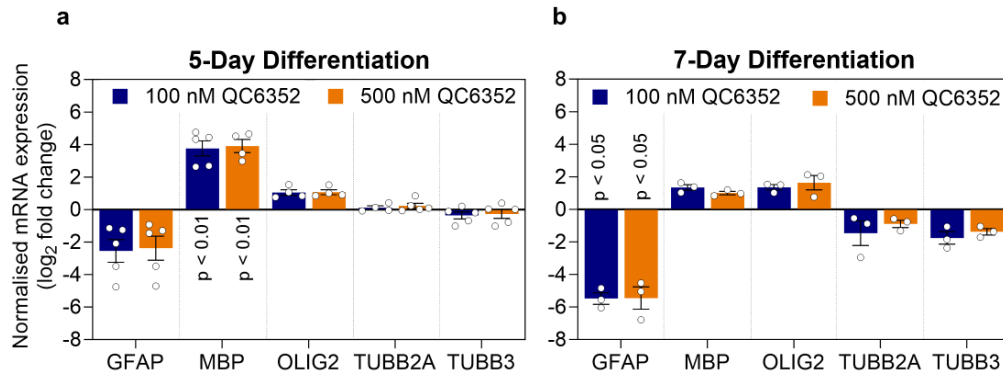 a
5-Day Differentiation
Normalised mRNA expression
(log2 fold change)
8
6
4
2
0
-2
-4
-6
-8
100 nM QC6352
500 nM QC6352
p < 0.01
p < 0.01
GFAP MBP OLIG2 TUBB2A TUBB3
b
7-Day Differentiation
8
6
4
2
0
-2
-4
-6
-8
100 nM QC6352
500 nM QC6352
p < 0.05
p < 0.05
GFAP MBP OLIG2 TUBB2A TUBB3